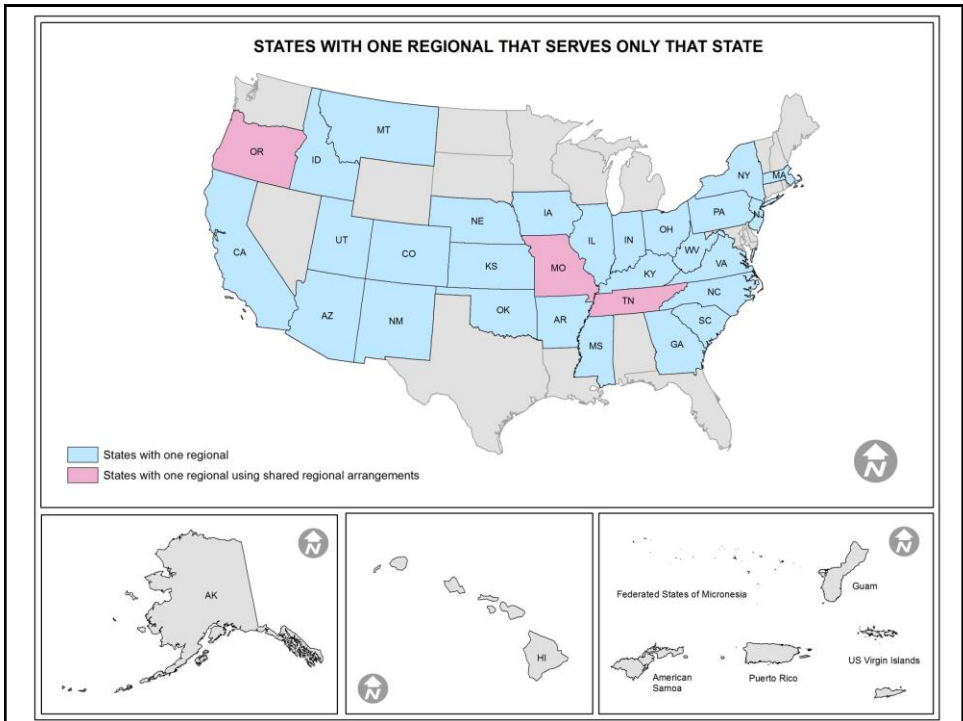 STATES WITH ONE REGIONAL THAT SERVES ONLY THAT STATE
MT
OR
ID
NY
MA
IA
NE
PA
NJ
OH
IL
IN
UT
CO
WV
CA
KS
MO
VA
KY
NC
TN
OK
AZ
NM
AR
SC
MS
GA
States with one regional
States with one regional using shared regional arrangements
N
N
AK
HI
N
N
Guam
Federated States of Micronesia
US Virgin Islands
American
Samoa
Puerto Rico